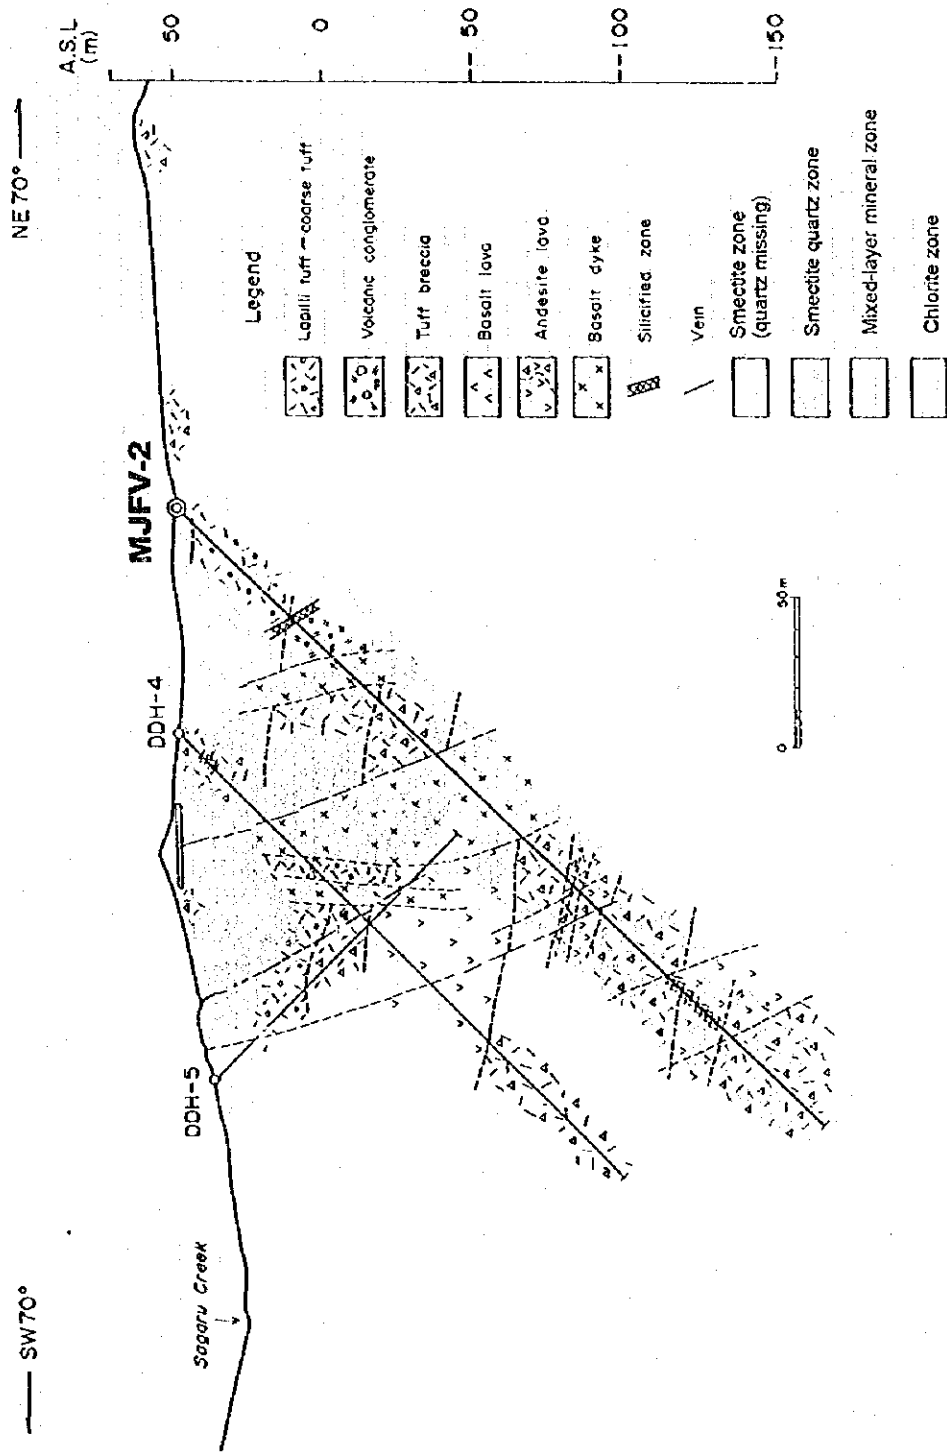 SW70°
NE70°
A.S.L
(m)
50
0
-50
-100
-150
Sagaru Creek
DDH-5
DDH-4
MJFV-2
Legend
Lapilli tuff-coarse tuff
Volcanic conglomerate
Tuff breccia
Basalt lava
Andesite lava
Basalt dyke
Silicified zone
Vein
Smectite zone
(quartz missing)
Smectite quartz zone
Mixed-layer mineral zone
Chlorite zone
0 50m